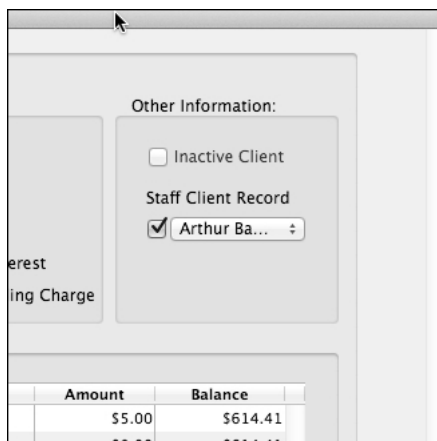 Other Information:
Inactive Client
Staff Client Record
Arthur Ba...
erest
ing Charge
Amount Balance
$5.00 $614.41